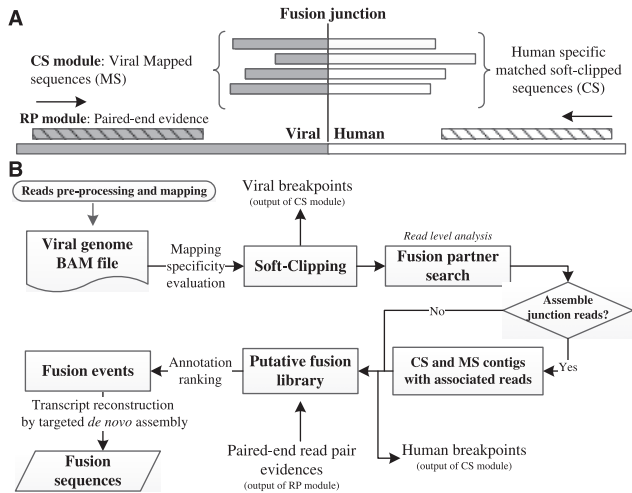 A
Fusion junction
CS module: Viral Mapped
sequences (MS)
Human specific
matched soft-clipped
sequences (CS)
RP module: Paired-end evidence
Viral Human
B
Reads pre-processing and mapping
Viral breakpoints
(output of CS module)
Viral genome
BAM file
Mapping
specificity
evaluation
Soft-Clipping
Read level analysis
Fusion partner
search
Assemble
junction reads?
No
Yes
CS and MS contigs
with associated reads
Putative fusion
library
Annotation
ranking
Fusion events
Transcript reconstruction
by targeted de novo assembly
Fusion
sequences
Paired-end read pair
evidences
(output of RP module)
Human breakpoints
(output of CS module)